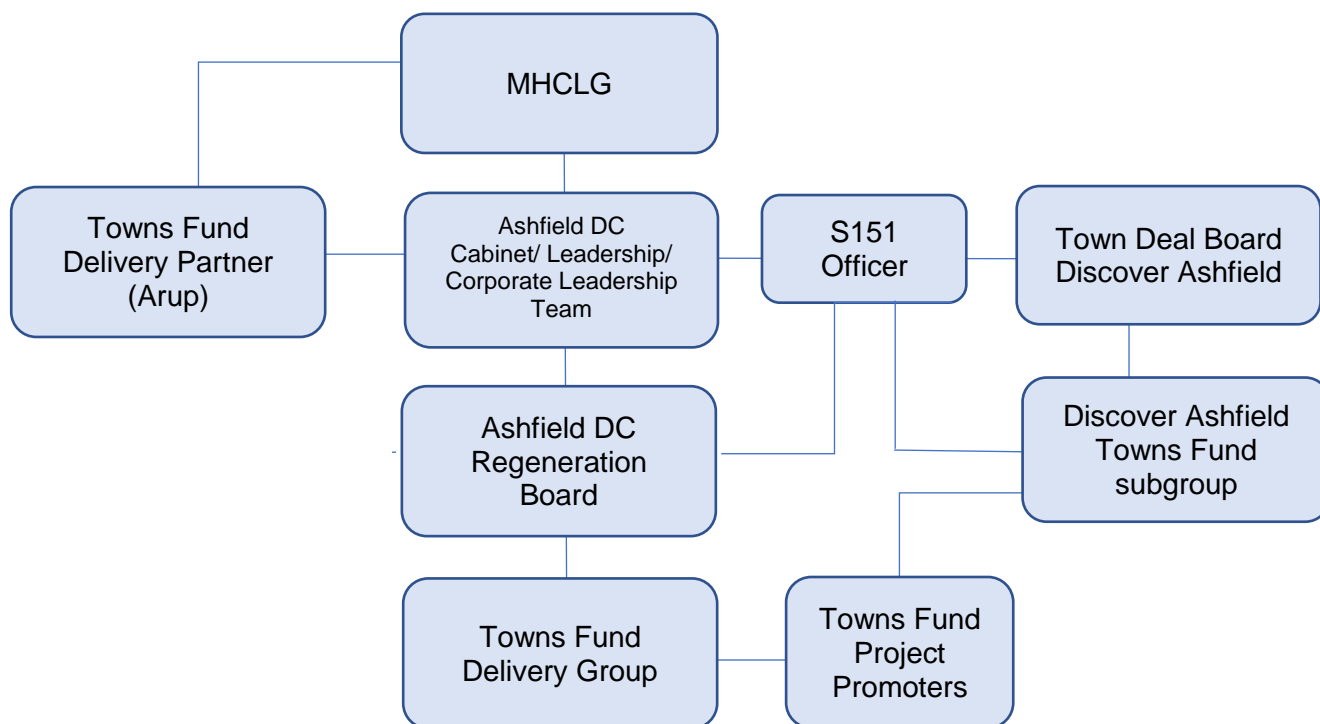 MHCLG
Towns Fund
Delivery Partner
(Arup)
Ashfield DC
Cabinet/ Leadership/
Corporate Leadership
Team
S151
Officer
Town Deal Board
Discover Ashfield
Ashfield DC
Regeneration
Board
Discover Ashfield
Towns Fund
subgroup
Towns Fund
Delivery Group
Towns Fund
Project
Promoters